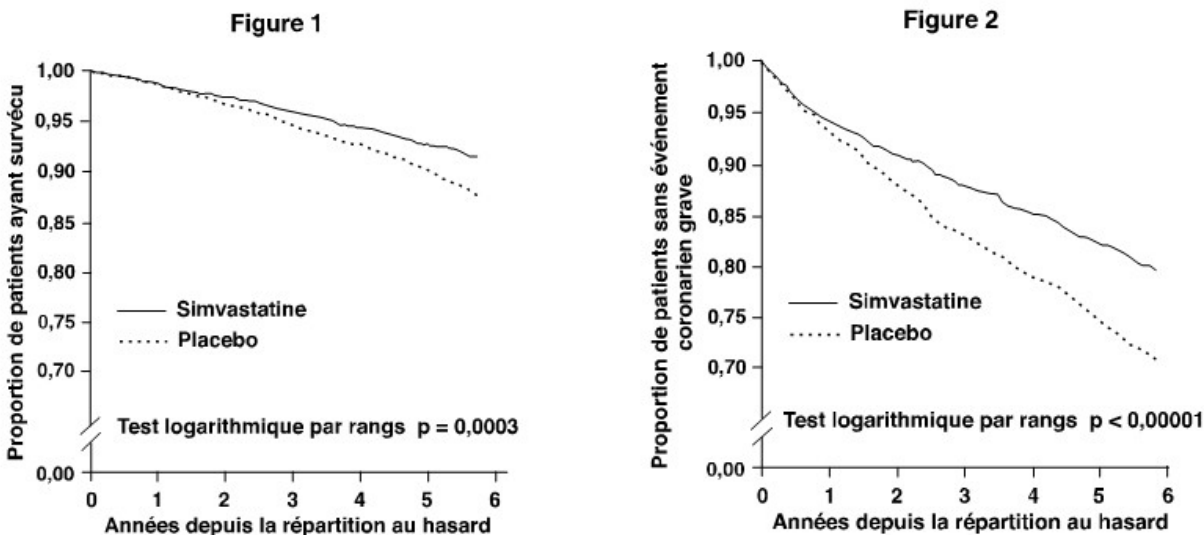 Figure 1
Proportion de patients ayant survécu
1,00
0,95
0,90
0,85
0,80
0,75
0,70
0,00
Simvastatine
Placebo
Test logarithmique par rangs p = 0,0003
0 1 2 3 4 5 6
Années depuis la répartition au hasard
Figure 2
Proportion de patients sans événement
coronarien grave
1,00
0,95
0,90
0,85
0,80
0,75
0,70
0,00
Simvastatine
Placebo
Test logarithmique par rangs p < 0,00001
0 1 2 3 4 5 6
Années depuis la répartition au hasard